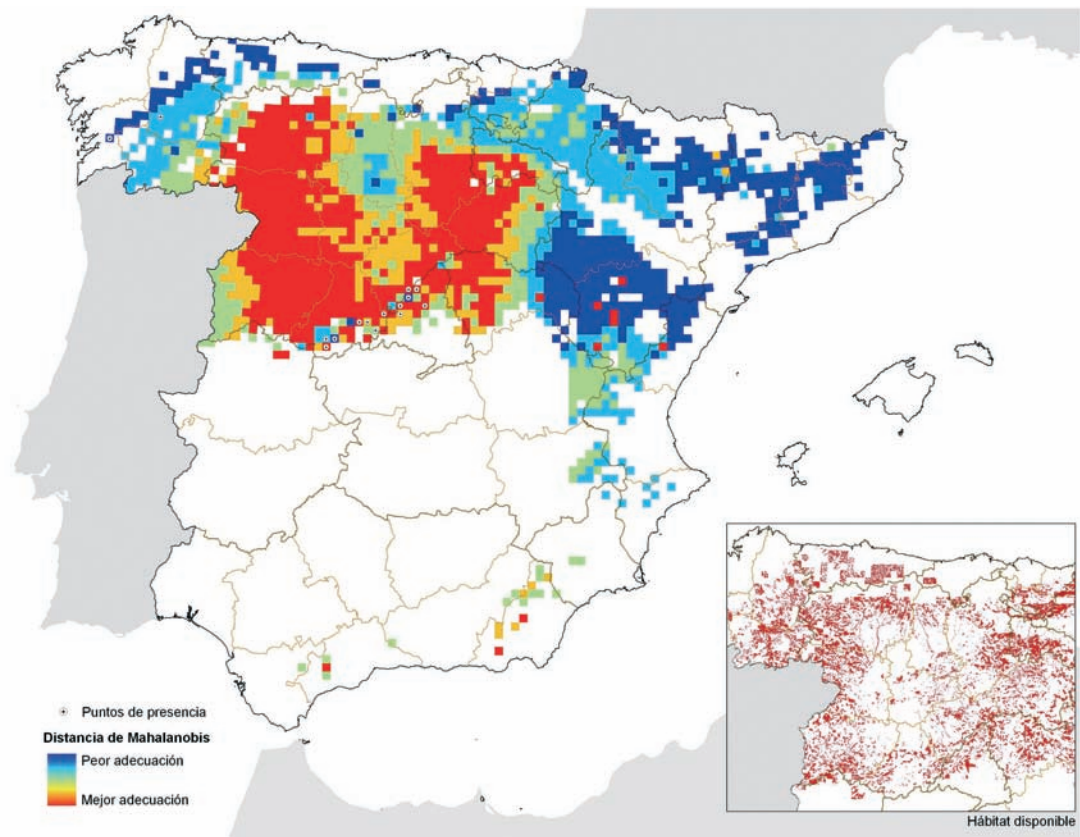 Puntos de presencia
Distancia de Mahalanobis
Peor adecuación
Mejor adecuación
Hábitat disponible